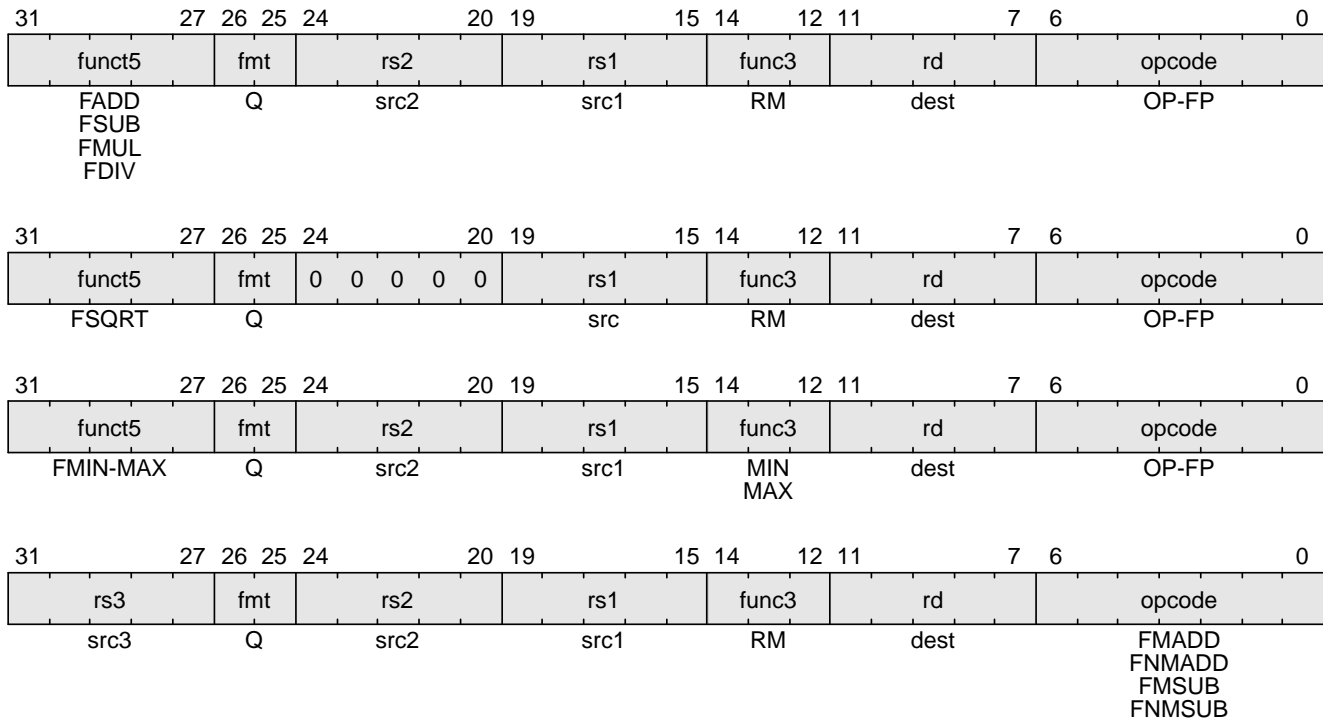 31 27 26 25 24 20 19 15 14 12 11 7 6 0
funct5 fmt rs2 rs1 func3 rd opcode
FADD Q src2 src1 RM dest OP-FP
FSUB
FMUL
FDIV
31 27 26 25 24 20 19 15 14 12 11 7 6 0
funct5 fmt 0 0 0 0 0 rs1 func3 rd opcode
FSQRT Q src RM dest OP-FP
31 27 26 25 24 20 19 15 14 12 11 7 6 0
funct5 fmt rs2 rs1 func3 rd opcode
FMIN-MAX Q src2 src1 MIN dest OP-FP
MAX
31 27 26 25 24 20 19 15 14 12 11 7 6 0
rs3 fmt rs2 rs1 func3 rd opcode
src3 Q src2 src1 RM dest FMADD
FNMADD
FMSUB
FNMSUB